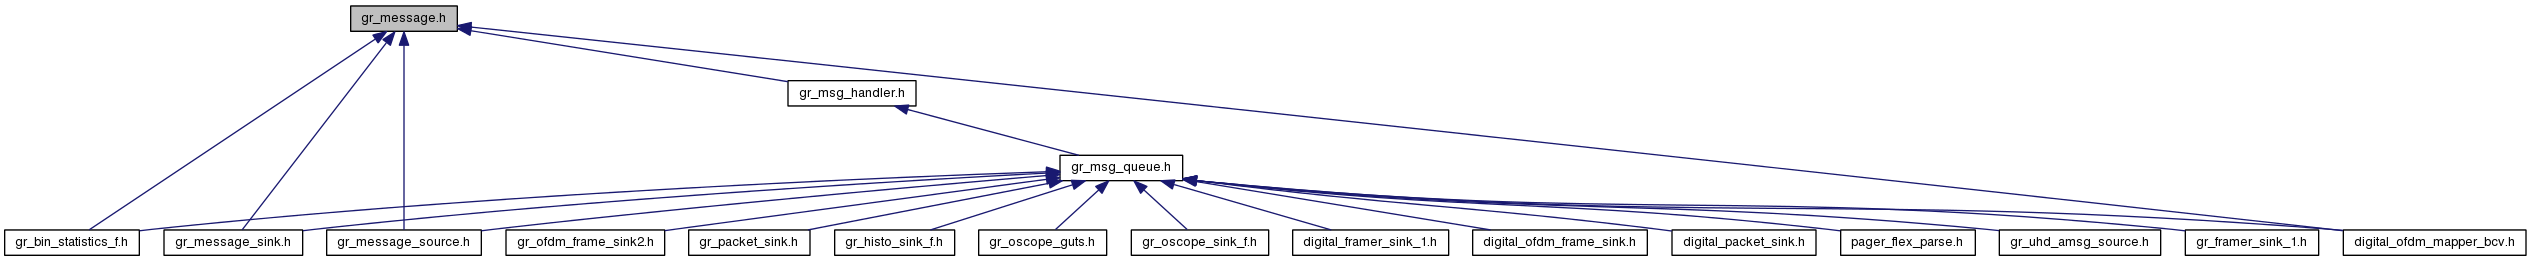 gr_message.h
gr_msg_handler.h
gr_msg_queue.h
gr_bin_statistics_f.h
gr_message_sink.h
gr_message_source.h
gr_ofdm_frame_sink2.h
gr_packet_sink.h
gr_histo_sink_f.h
gr_oscope_guts.h
gr_oscope_sink_f.h
digital_framer_sink_1.h
digital_ofdm_frame_sink.h
digital_packet_sink.h
pager_flex_parse.h
gr_uhd_amsg_source.h
gr_framer_sink_1.h
digital_ofdm_mapper_bcv.h